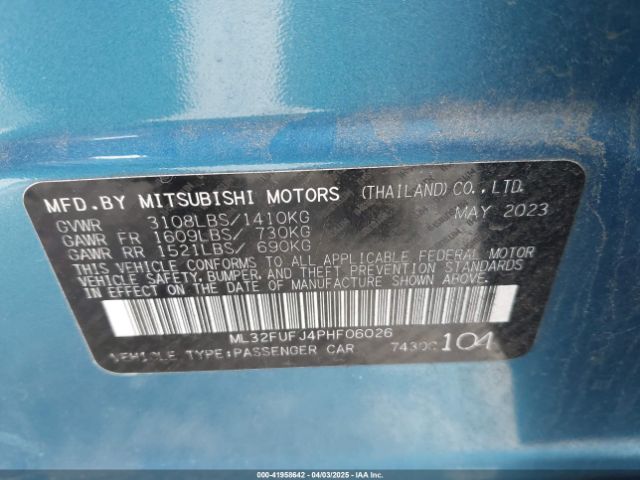 MFD.BY MITSUBISHI MOTORS (THAILAND)CO.,LTD.
GVWR 3108LBS/1410KG MAY 2023
GAWR FR 1609LBS/ 730KG
GAWR RR 1521LBS/ 690KG
THIS VEHICLE CONFORMS TO ALL APPLICABLE FEDERAL MOTOR
VEHICLE SAFETY, BUMPER, AND THEFT PREVENTION STANDARDS
IN EFFECT ON THE DATE OF MANUFACTURE SHOWN ABOVE.
ML32FUFJ4PHF06026
VEHICLE TYPE:PASSENGER CAR 104
000-41958642 - 04/03/2025 - IAAI.com